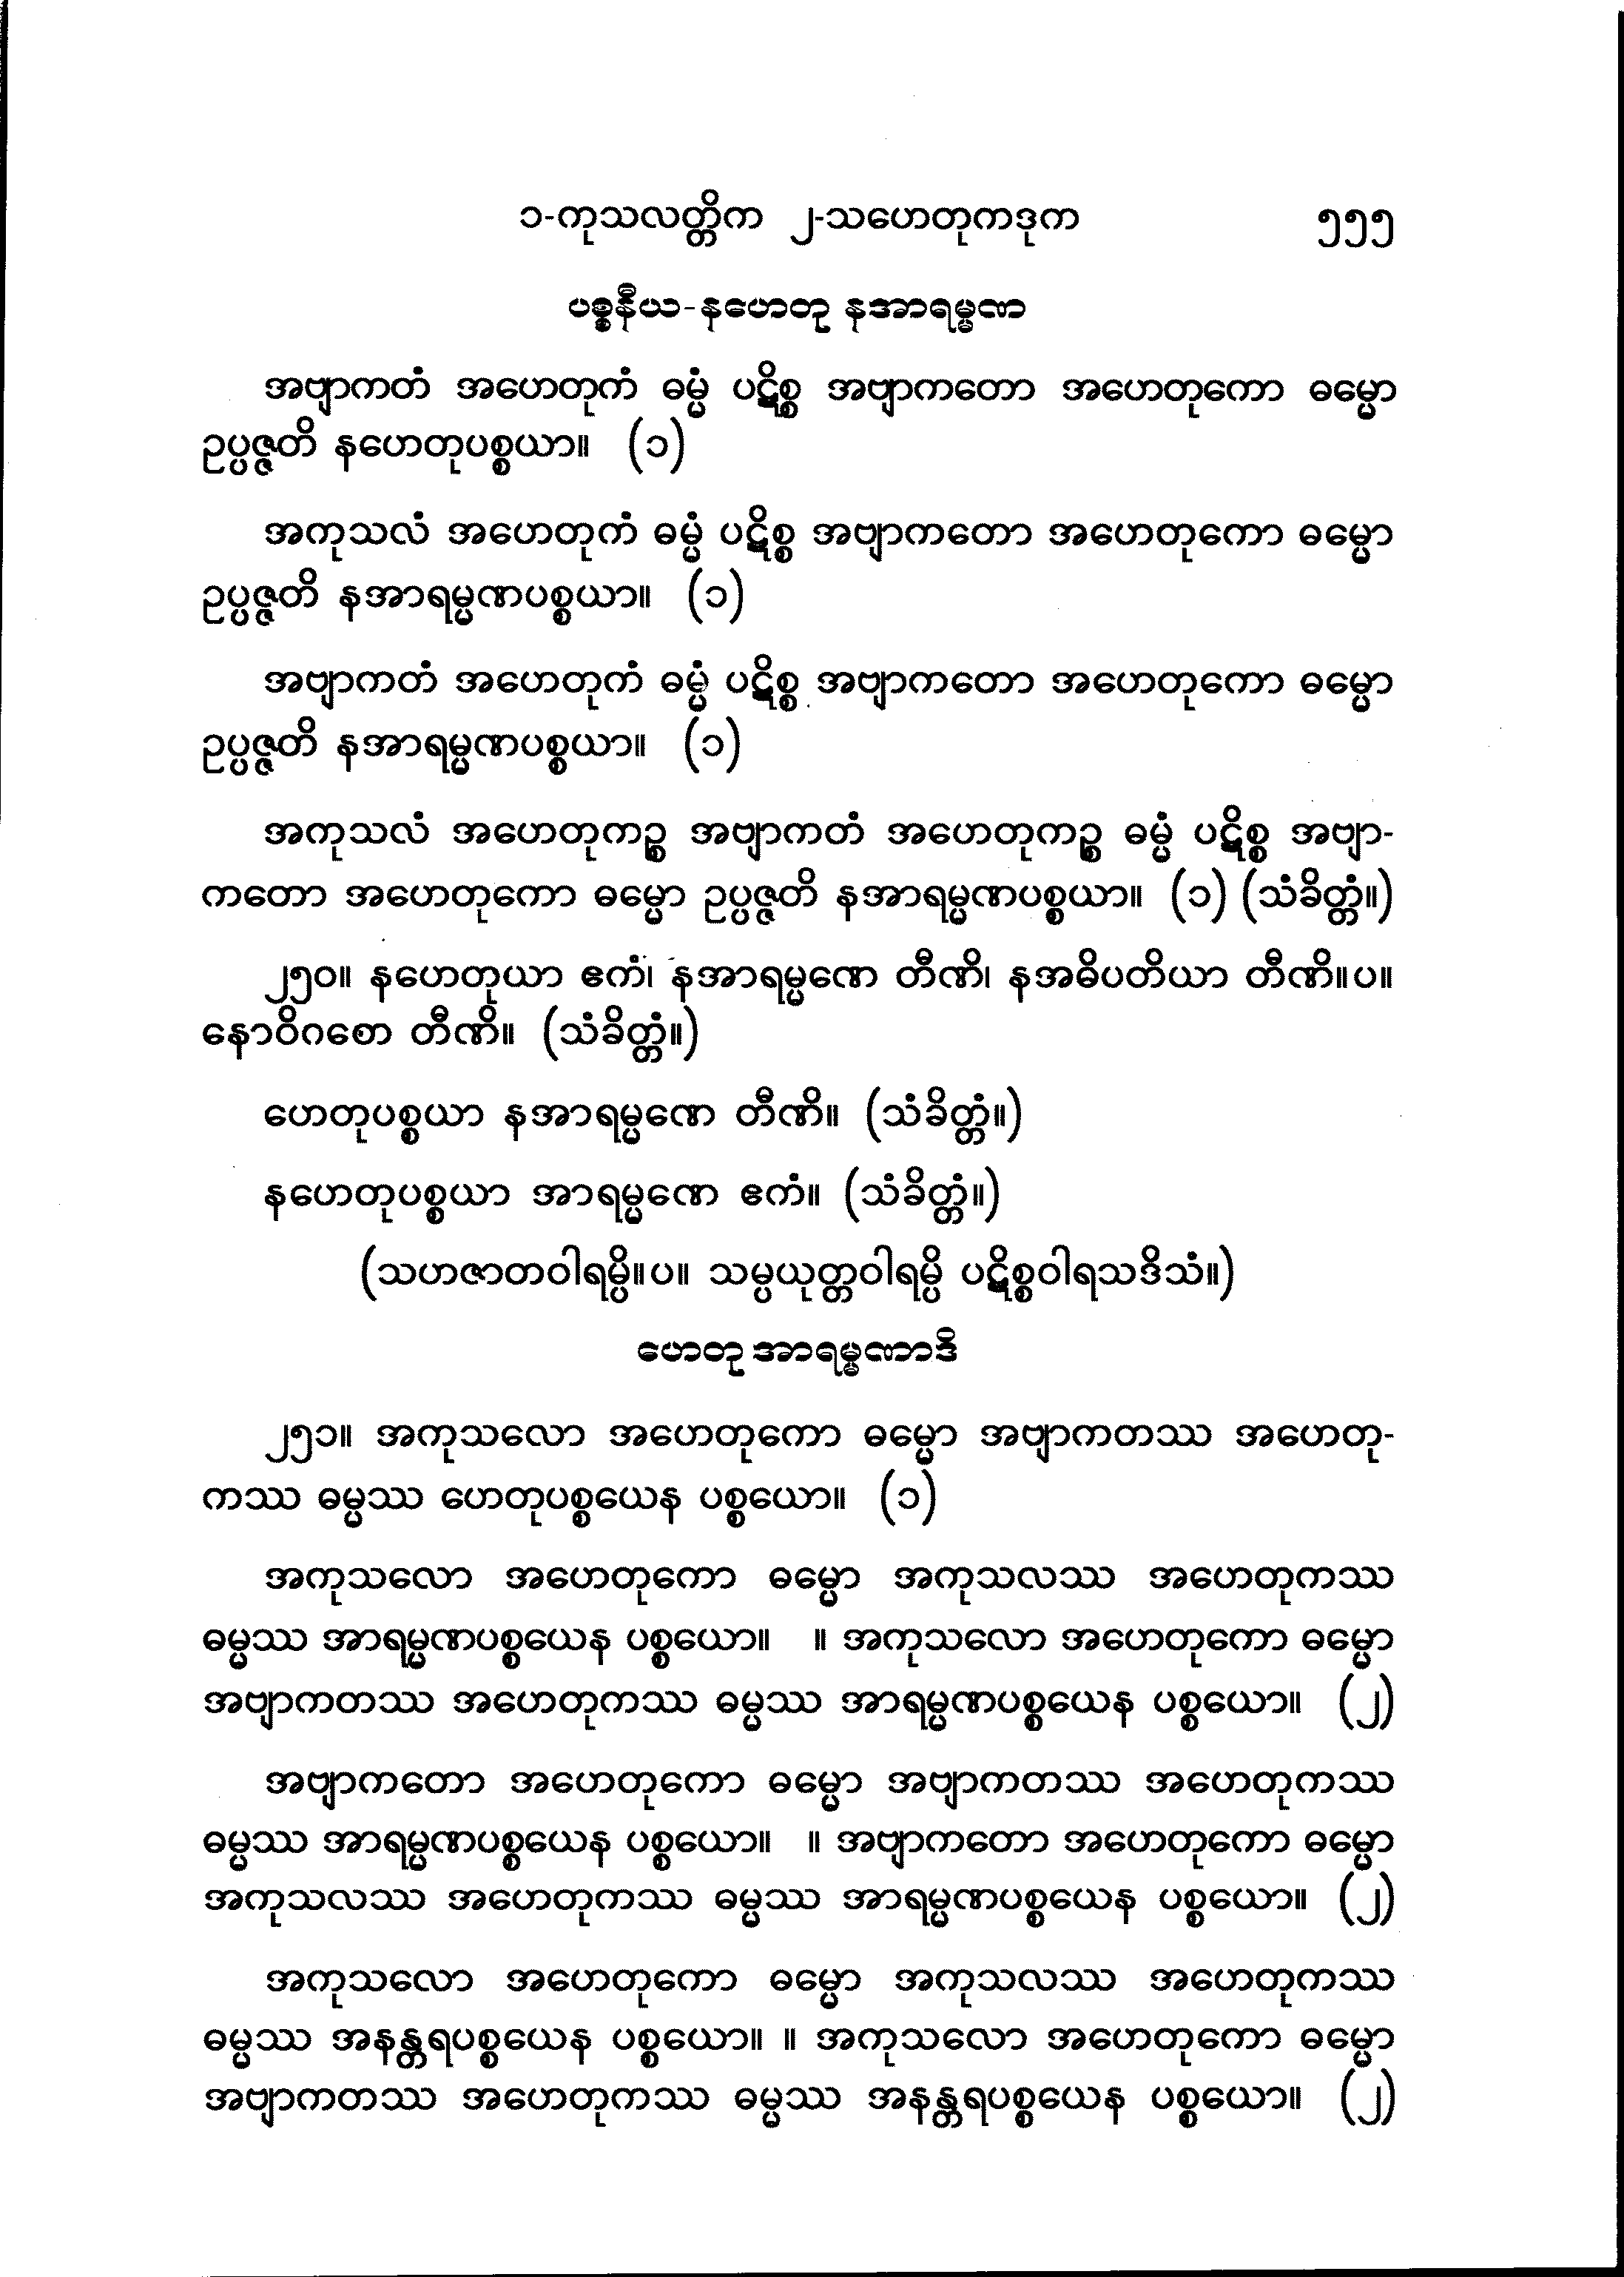 ၁-ကုသလတ္တိက ၂-သဟေတုကဒုက ၅၅၅
ပစ္စနီယ-နဟေတု နအာရမ္မဏ
အဗျာကတံ အဟေတုကံ ဓမ္မံ ပဋိစ္စ အဗျာကတော အဟေတုကော ဓမ္မော
ဥပ္ပဇ္ဇတိ နဟေတုပစ္စယာ။ (၁)
အကုသလံ အဟေတုကံ ဓမ္မံ ပဋိစ္စ အဗျာကတော အဟေတုကော ဓမ္မော
ဥပ္ပဇ္ဇတိ နအာရမ္မဏပစ္စယာ။ (၁)
အဗျာကတံ အဟေတုကံ ဓမ္မံ ပဋိစ္စ အဗျာကတော အဟေတုကော ဓမ္မော
ဥပ္ပဇ္ဇတိ နအာရမ္မဏပစ္စယာ။ (၁)
အကုသလံ အဟေတုကဉ္စ အဗျာကတံ အဟေတုကဉ္စ ဓမ္မံ ပဋိစ္စ အဗျာ-
ကတော အဟေတုကော ဓမ္မော ဥပ္ပဇ္ဇတိ နအာရမ္မဏပစ္စယာ။ (၁) (သံခိတ္တံ။)
၂၅၀။ နဟေတုယာ ဧကံ၊ နအာရမ္မဏေ တီဏိ၊ နအဓိပတိယာ တီဏိ။ပ။
နောဝိဂစော တီဏိ။ (သံခိတ္တံ။)
ဟေတုပစ္စယာ နအာရမ္မဏေ တီဏိ။ (သံခိတ္တံ။)
နဟေတုပစ္စယာ အာရမ္မဏေ ဧကံ။ (သံခိတ္တံ။)
(သဟဇာတဝါရမ္ပိ။ပ။ သမ္ပယုတ္တဝါရမ္ပိ ပဋိစ္စဝါရသဒိသံ။)
ဟေတု အာရမ္မဏာဒိ
၂၅၁။ အကုသလော အဟေတုကော ဓမ္မော အဗျာကတဿ အဟေတု-
ကဿ ဓမ္မဿ ဟေတုပစ္စယေန ပစ္စယော။ (၁)
အကုသလော အဟေတုကော ဓမ္မော အကုသလဿ အဟေတုကဿ
ဓမ္မဿ အာရမ္မဏပစ္စယေန ပစ္စယော။ ။ အကုသလော အဟေတုကော ဓမ္မော
အဗျာကတဿ အဟေတုကဿ ဓမ္မဿ အာရမ္မဏပစ္စယေန ပစ္စယော။ (၂)
အဗျာကတော အဟေတုကော ဓမ္မော အဗျာကတဿ အဟေတုကဿ
ဓမ္မဿ အာရမ္မဏပစ္စယေန ပစ္စယော။ ။ အဗျာကတော အဟေတုကော ဓမ္မော
အကုသလဿ အဟေတုကဿ ဓမ္မဿ အာရမ္မဏပစ္စယေန ပစ္စယော။ (၂)
အကုသလော အဟေတုကော ဓမ္မော အကုသလဿ အဟေတုကဿ
ဓမ္မဿ အနန္တရပစ္စယေန ပစ္စယော။ ။ အကုသလော အဟေတုကော ဓမ္မော
အဗျာကတဿ အဟေတုကဿ ဓမ္မဿ အနန္တရပစ္စယေန ပစ္စယော။ (၂)